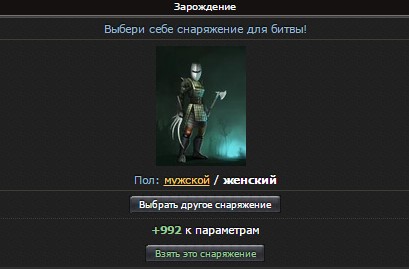 Зарождение
Выбери себе снаряжение для битвы!
Пол: мужской / женский
Выбрать другое снаряжение
+992 к параметрам
Взять это снаряжение